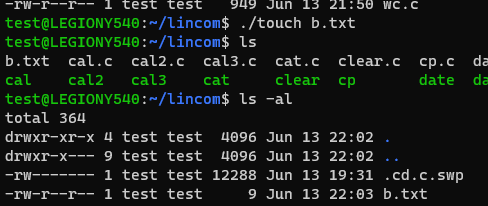 -rw-r--r-- 1 test test   949 Jun 13 21:50 wc.c
test@LEGIONY540:~/lincom$ ./touch b.txt
test@LEGIONY540:~/lincom$ ls
b.txt  cal.c  cal2.c  cal3.c  cat.c  clear.c  cp.c  da
cal    cal2   cal3    cat     clear  cp       date  da
test@LEGIONY540:~/lincom$ ls -al
total 364
drwxr-xr-x 4 test test  4096 Jun 13 22:02 .
drwxr-x--- 9 test test  4096 Jun 13 22:02 ..
-rw------- 1 test test 12288 Jun 13 19:31 .cd.c.swp
-rw-r--r-- 1 test test     9 Jun 13 22:03 b.txt